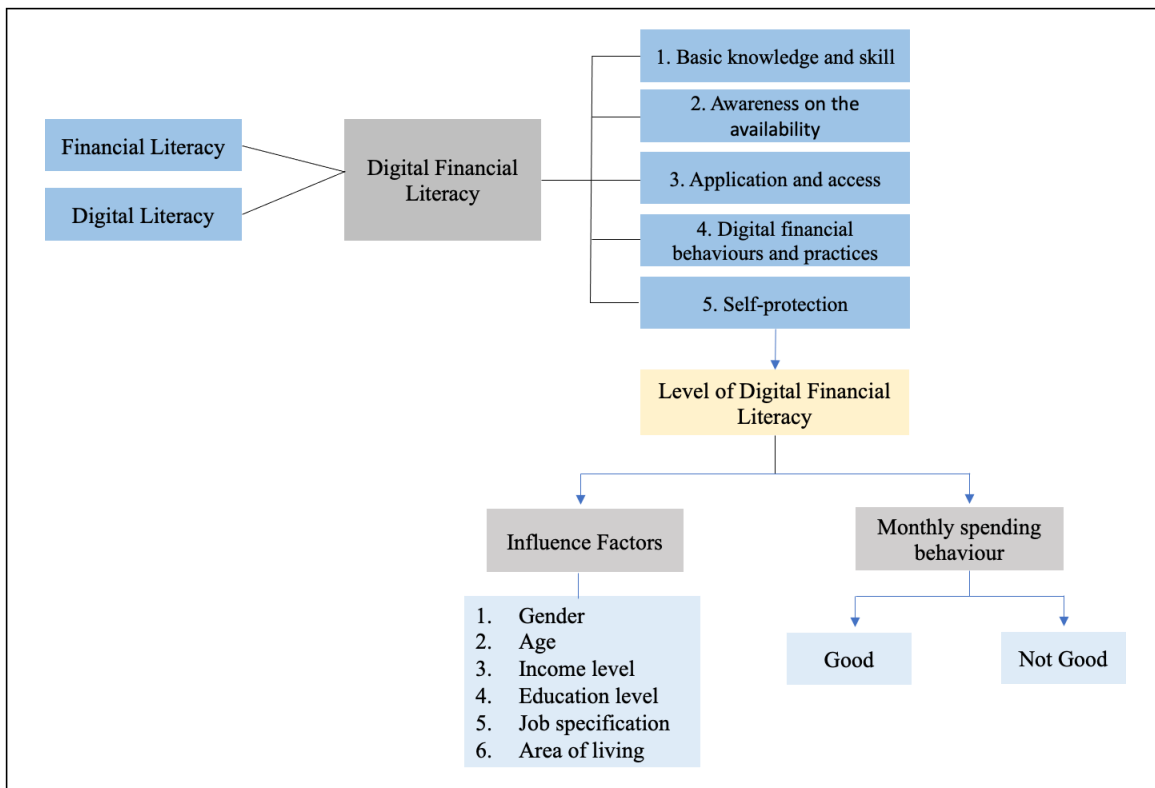 Financial Literacy
Digital Literacy
Digital Financial
Literacy
1. Basic knowledge and skill
2. Awareness on the
availability
3. Application and access
4. Digital financial
behaviours and practices
5. Self-protection
Level of Digital Financial
Literacy
Influence Factors
1. Gender
2. Age
3. Income level
4. Education level
5. Job specification
6. Area of living
Monthly spending
behaviour
Good
Not Good